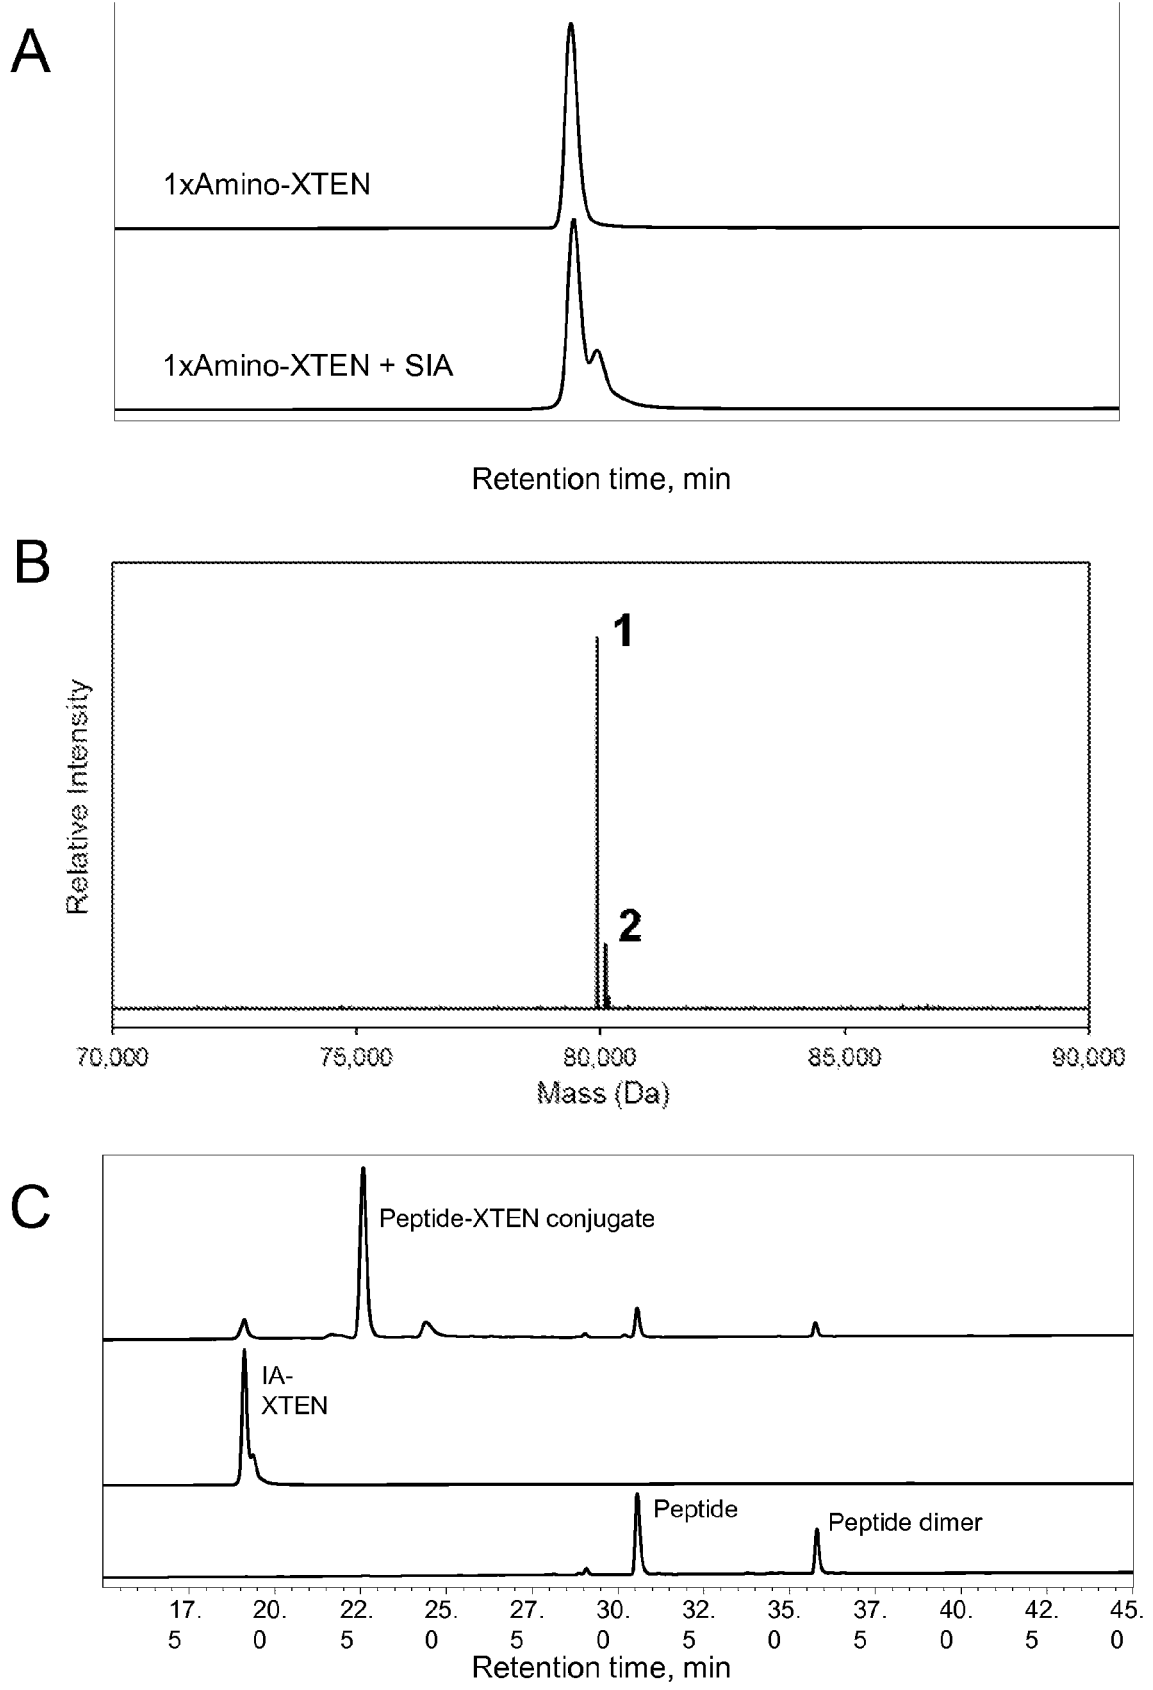 A
1xAmino-XTEN
1xAmino-XTEN + SIA
Retention time, min
B
1
2
Relative Intensity
70,000 75,000 80,000 85,000 90,000
Mass (Da)
C
Peptide-XTEN conjugate
IA-
XTEN
Peptide
Peptide dimer
17. 20. 22. 25. 27. 30. 32. 35. 37. 40. 42. 45.
5 0 5 0 5 0 5 0 5 0 5 0
Retention time, min